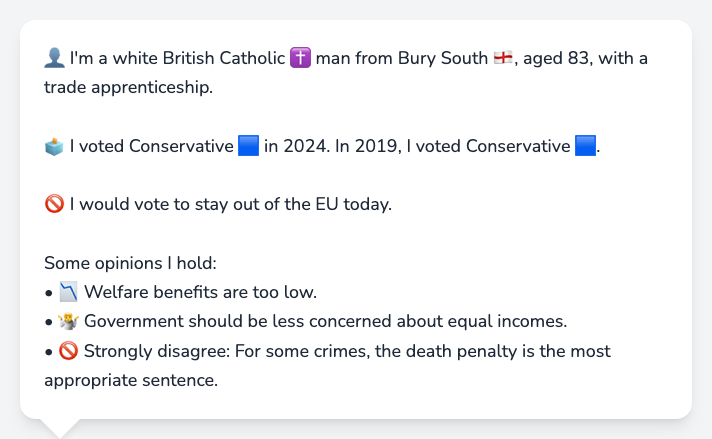 👤 I'm a white British Catholic ✝️ man from Bury South 🏴󠁧󠁢󠁥󠁮󠁧󠁿, aged 83, with a
trade apprenticeship.
🗳️ I voted Conservative 🟦 in 2024. In 2019, I voted Conservative 🟦.
🚫 I would vote to stay out of the EU today.
Some opinions I hold:
• 📉 Welfare benefits are too low.
• 🤷 Government should be less concerned about equal incomes.
• 🚫 Strongly disagree: For some crimes, the death penalty is the most
appropriate sentence.